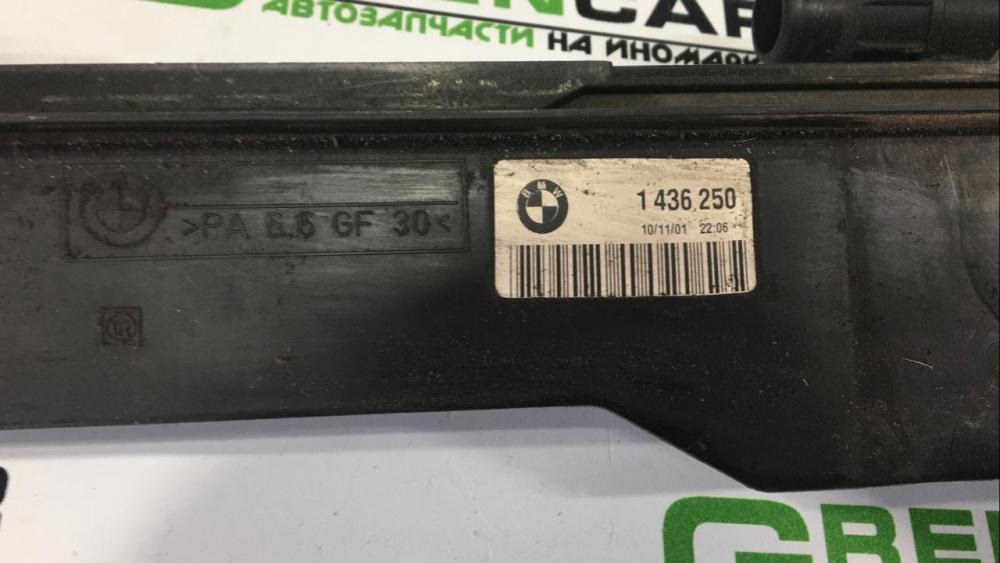 АВТОЗАПЧАСТИ НА ИНОМАРК
>PA 6.6 GF 30<
BMW
1 436 250
10/11/01 22:06